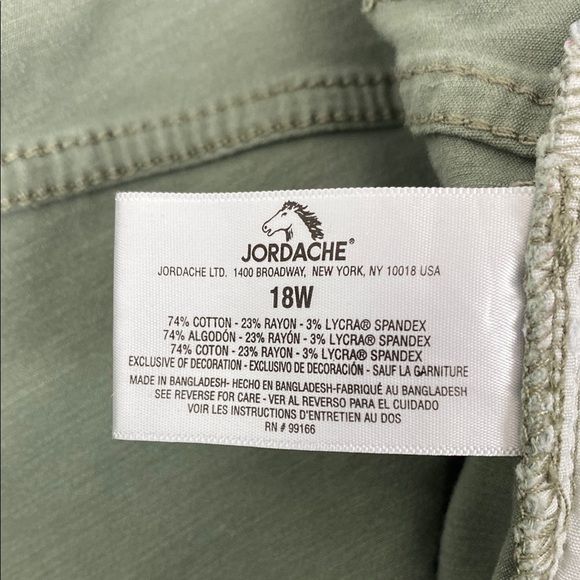 JORDACHE®
JORDACHE LTD. 1400 BROADWAY, NEW YORK, NY 10018 USA
18W
74% COTTON - 23% RAYON - 3% LYCRA® SPANDEX
74% ALGODÓN - 23% RAYÓN - 3% LYCRA® SPANDEX
74% COTON - 23% RAYON - 3% LYCRA® SPANDEX
EXCLUSIVE OF DECORATION - EXCLUSIVO DE DECORACIÓN - SAUF LA GARNITURE
MADE IN BANGLADESH- HECHO EN BANGLADESH-FABRIQUÉ AU BANGLADESH
SEE REVERSE FOR CARE - VER AL REVERSO PARA EL CUIDADO
VOIR LES INSTRUCTIONS D'ENTRETIEN AU DOS
RN # 99166